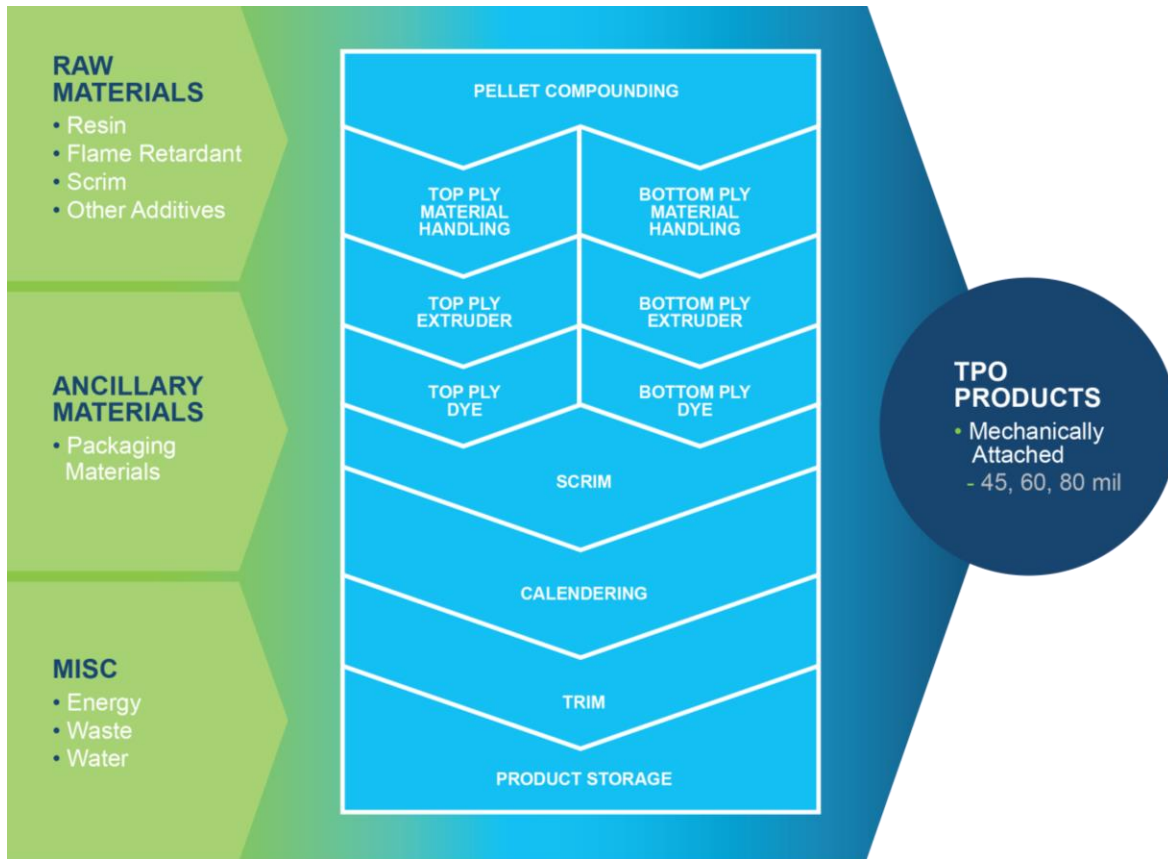 RAW
MATERIALS
• Resin
• Flame Retardant
• Scrim
• Other Additives
ANCILLARY
MATERIALS
• Packaging
Materials
MISC
• Energy
• Waste
• Water
PELLET COMPOUNDING
TOP PLY
MATERIAL
HANDLING
BOTTOM PLY
MATERIAL
HANDLING
TOP PLY
EXTRUDER
BOTTOM PLY
EXTRUDER
TOP PLY
DYE
BOTTOM PLY
DYE
SCRIM
CALENDERING
TRIM
PRODUCT STORAGE
TPO
PRODUCTS
• Mechanically
Attached
- 45, 60, 80 mil